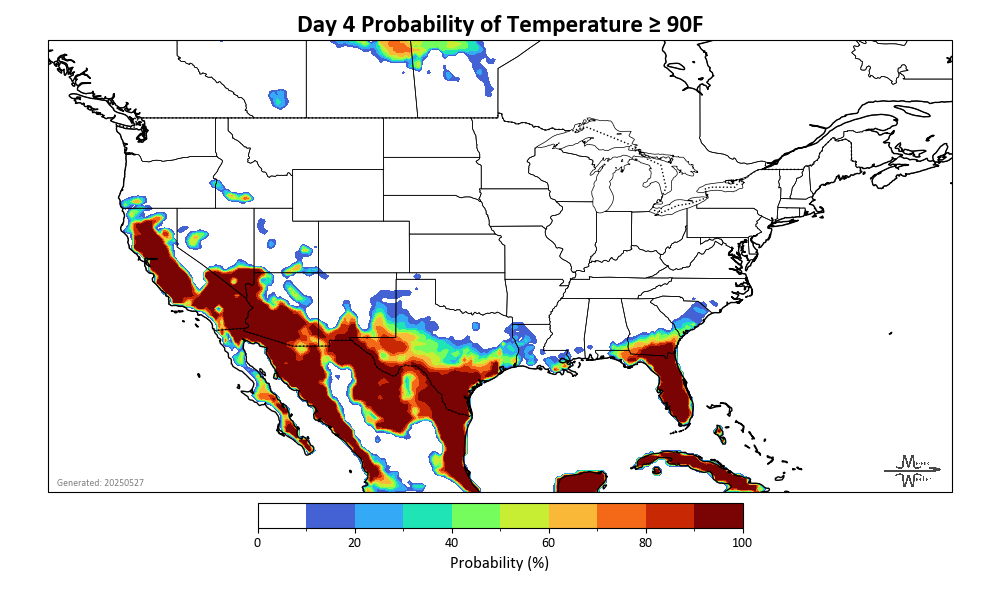 Day 4 Probability of Temperature ≥ 90F
Generated: 20250527
0 20 40 60 80 100
Probability (%)